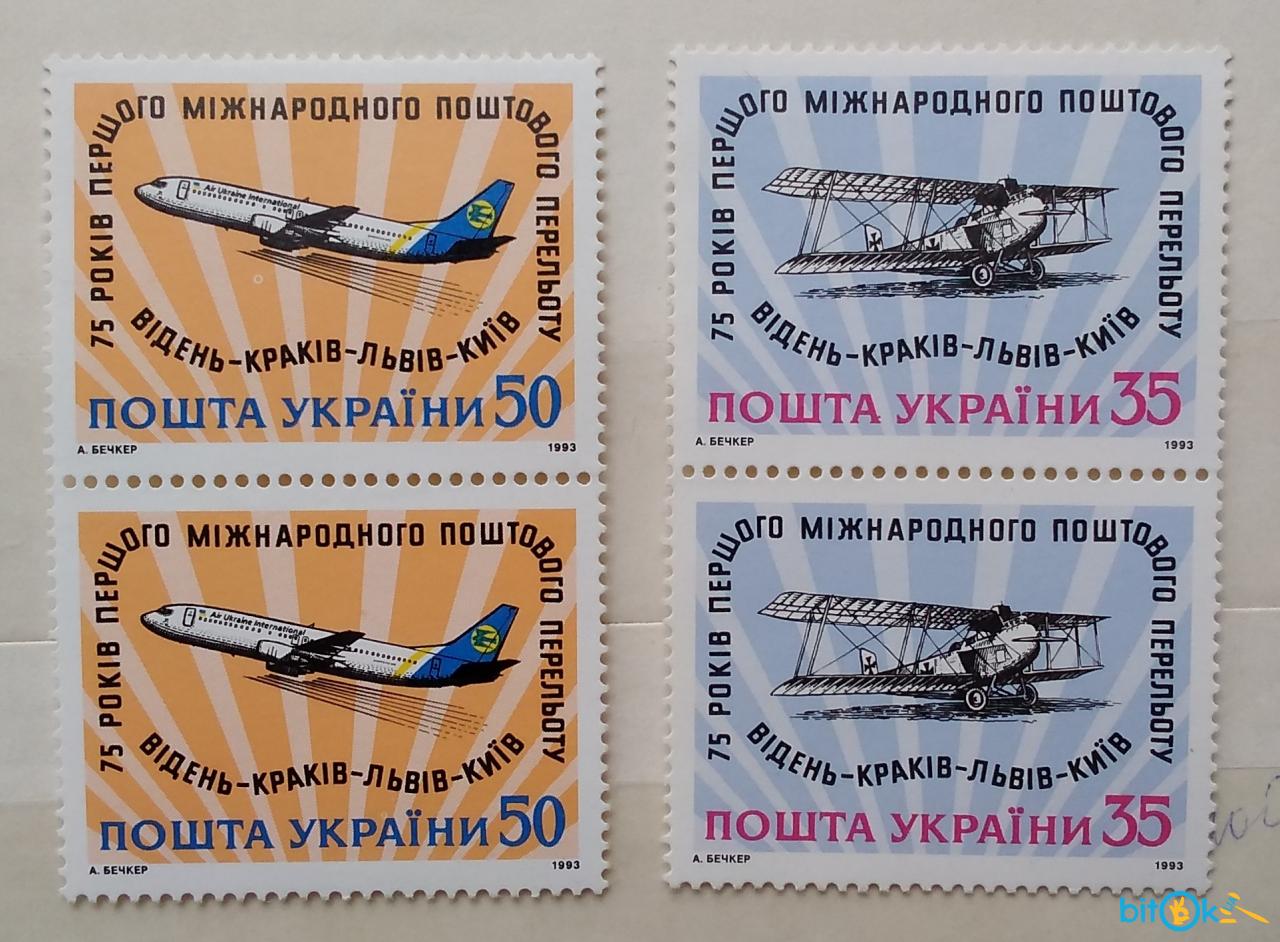 75 РОКІВ ПЕРШОГО МІЖНАРОДНОГО ПОШТОВОГО ПЕРЕЛЬОТУ
Air Ukraine International
ВІДЕНЬ-КРАКІВ-ЛЬВІВ-КИЇВ
ПОШТА УКРАЇНИ 50
А. БЕЧКЕР 1993
75 РОКІВ ПЕРШОГО МІЖНАРОДНОГО ПОШТОВОГО ПЕРЕЛЬОТУ
ВІДЕНЬ-КРАКІВ-ЛЬВІВ-КИЇВ
ПОШТА УКРАЇНИ 35
А. БЕЧКЕР 1993
75 РОКІВ ПЕРШОГО МІЖНАРОДНОГО ПОШТОВОГО ПЕРЕЛЬОТУ
Air Ukraine International
ВІДЕНЬ-КРАКІВ-ЛЬВІВ-КИЇВ
ПОШТА УКРАЇНИ 50
А. БЕЧКЕР 1993
75 РОКІВ ПЕРШОГО МІЖНАРОДНОГО ПОШТОВОГО ПЕРЕЛЬОТУ
ВІДЕНЬ-КРАКІВ-ЛЬВІВ-КИЇВ
ПОШТА УКРАЇНИ 35
А. БЕЧКЕР 1993
bitOk